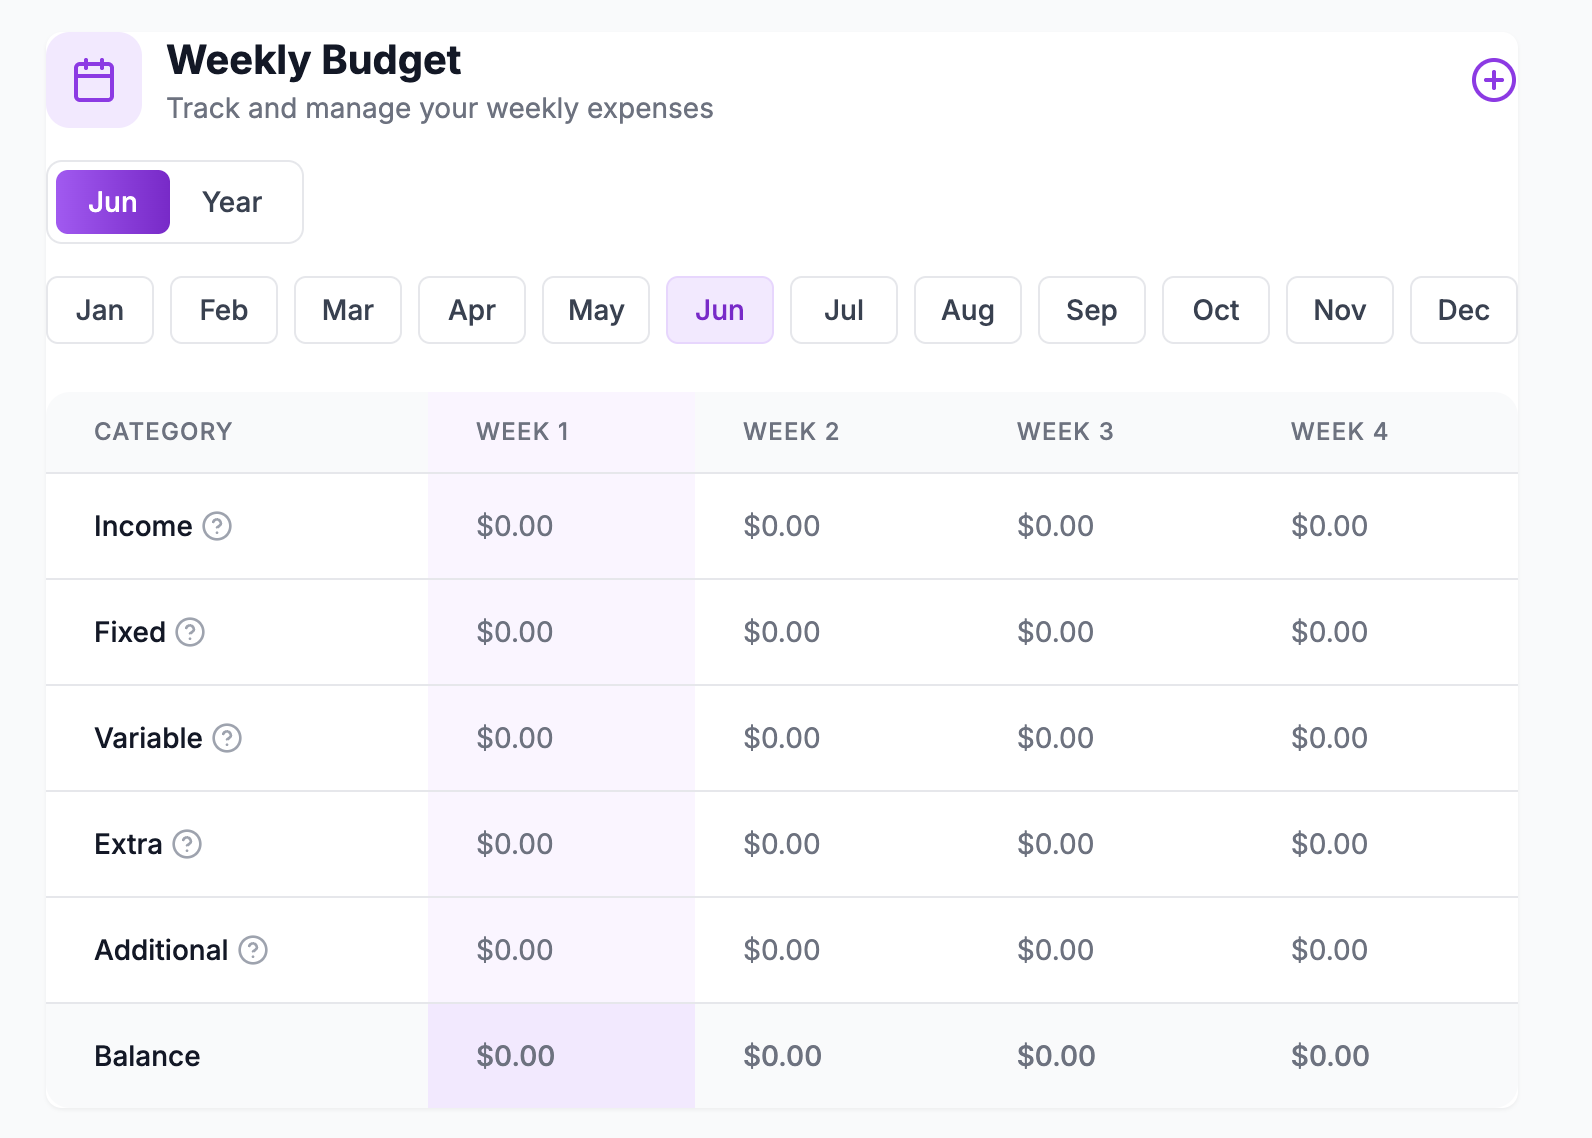 Weekly Budget
Track and manage your weekly expenses
Jun Year
Jan Feb Mar Apr May Jun Jul Aug Sep Oct Nov Dec
CATEGORY WEEK 1 WEEK 2 WEEK 3 WEEK 4
Income ? $0.00 $0.00 $0.00 $0.00
Fixed ? $0.00 $0.00 $0.00 $0.00
Variable ? $0.00 $0.00 $0.00 $0.00
Extra ? $0.00 $0.00 $0.00 $0.00
Additional ? $0.00 $0.00 $0.00 $0.00
Balance $0.00 $0.00 $0.00 $0.00